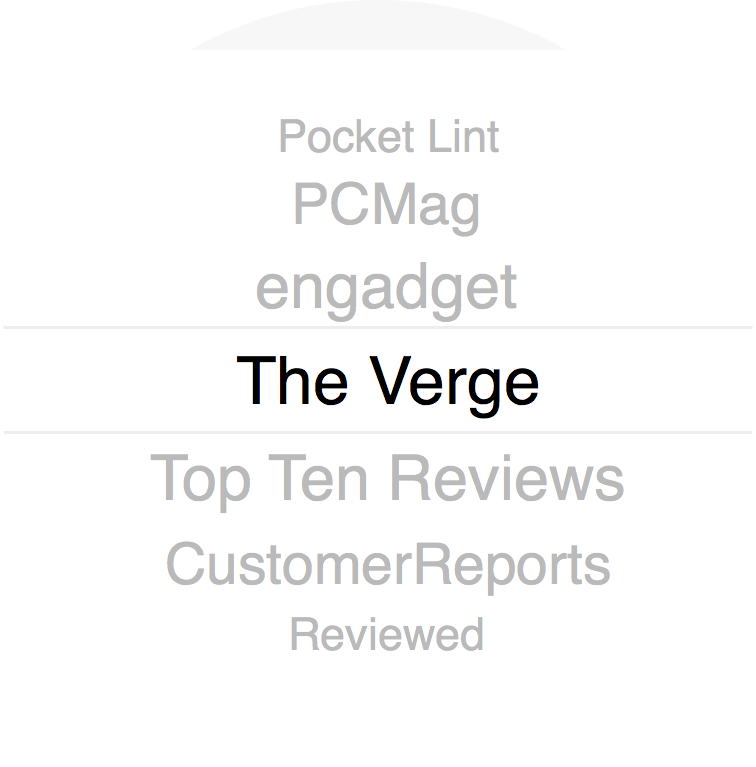 Pocket Lint
PCMag
engadget
The Verge
Top Ten Reviews
CustomerReports
Reviewed